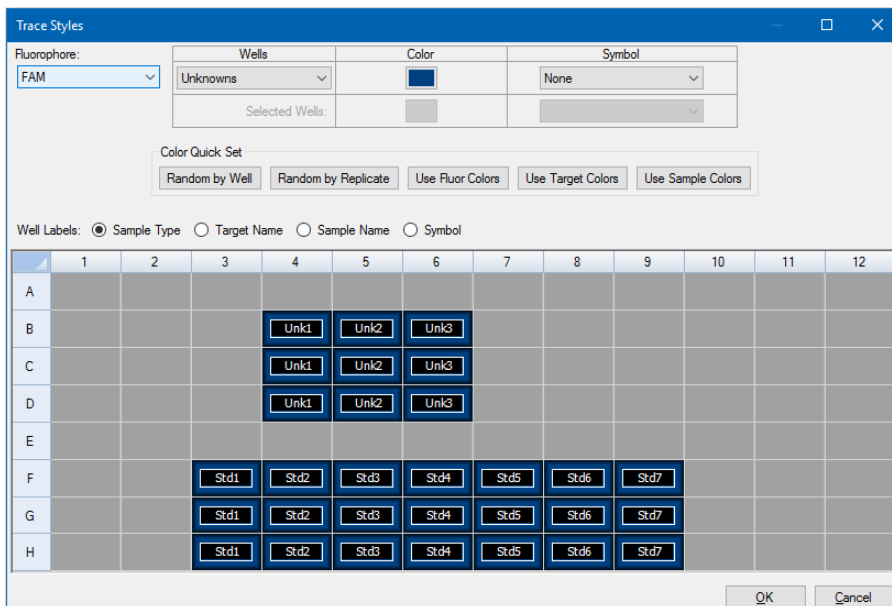 Trace Styles
Fluorophore: Wells Color Symbol
FAM Unknowns None
Selected Wells:
Color Quick Set
Random by Well Random by Replicate Use Fluor Colors Use Target Colors Use Sample Colors
Well Labels: Sample Type Target Name Sample Name Symbol
1 2 3 4 5 6 7 8 9 10 11 12
A
B Unk1 Unk2 Unk3
C Unk1 Unk2 Unk3
D Unk1 Unk2 Unk3
E
F Std1 Std2 Std3 Std4 Std5 Std6 Std7
G Std1 Std2 Std3 Std4 Std5 Std6 Std7
H Std1 Std2 Std3 Std4 Std5 Std6 Std7
OK Cancel